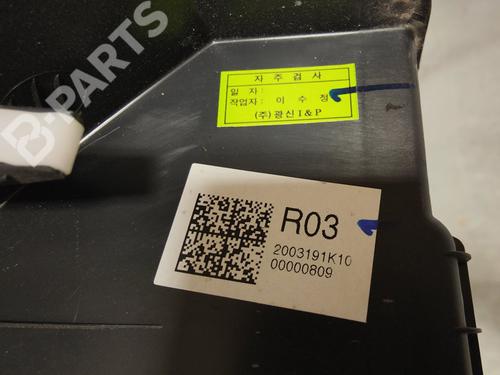 B-PARTS
자 주 검 사
일 자 :
작업자 : 이 수 정
(주) 광신 I & P
R03
2003191K10
00000809